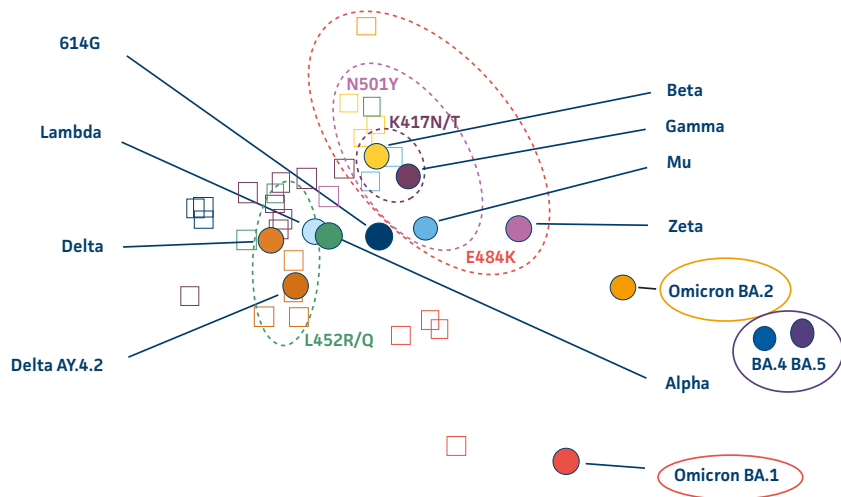 614G
N501Y
Beta
K417N/T
Gamma
Lambda
Mu
Zeta
Delta
E484K
Omicron BA.2
L452R/Q
BA.4 BA.5
Delta AY.4.2
Alpha
Omicron BA.1